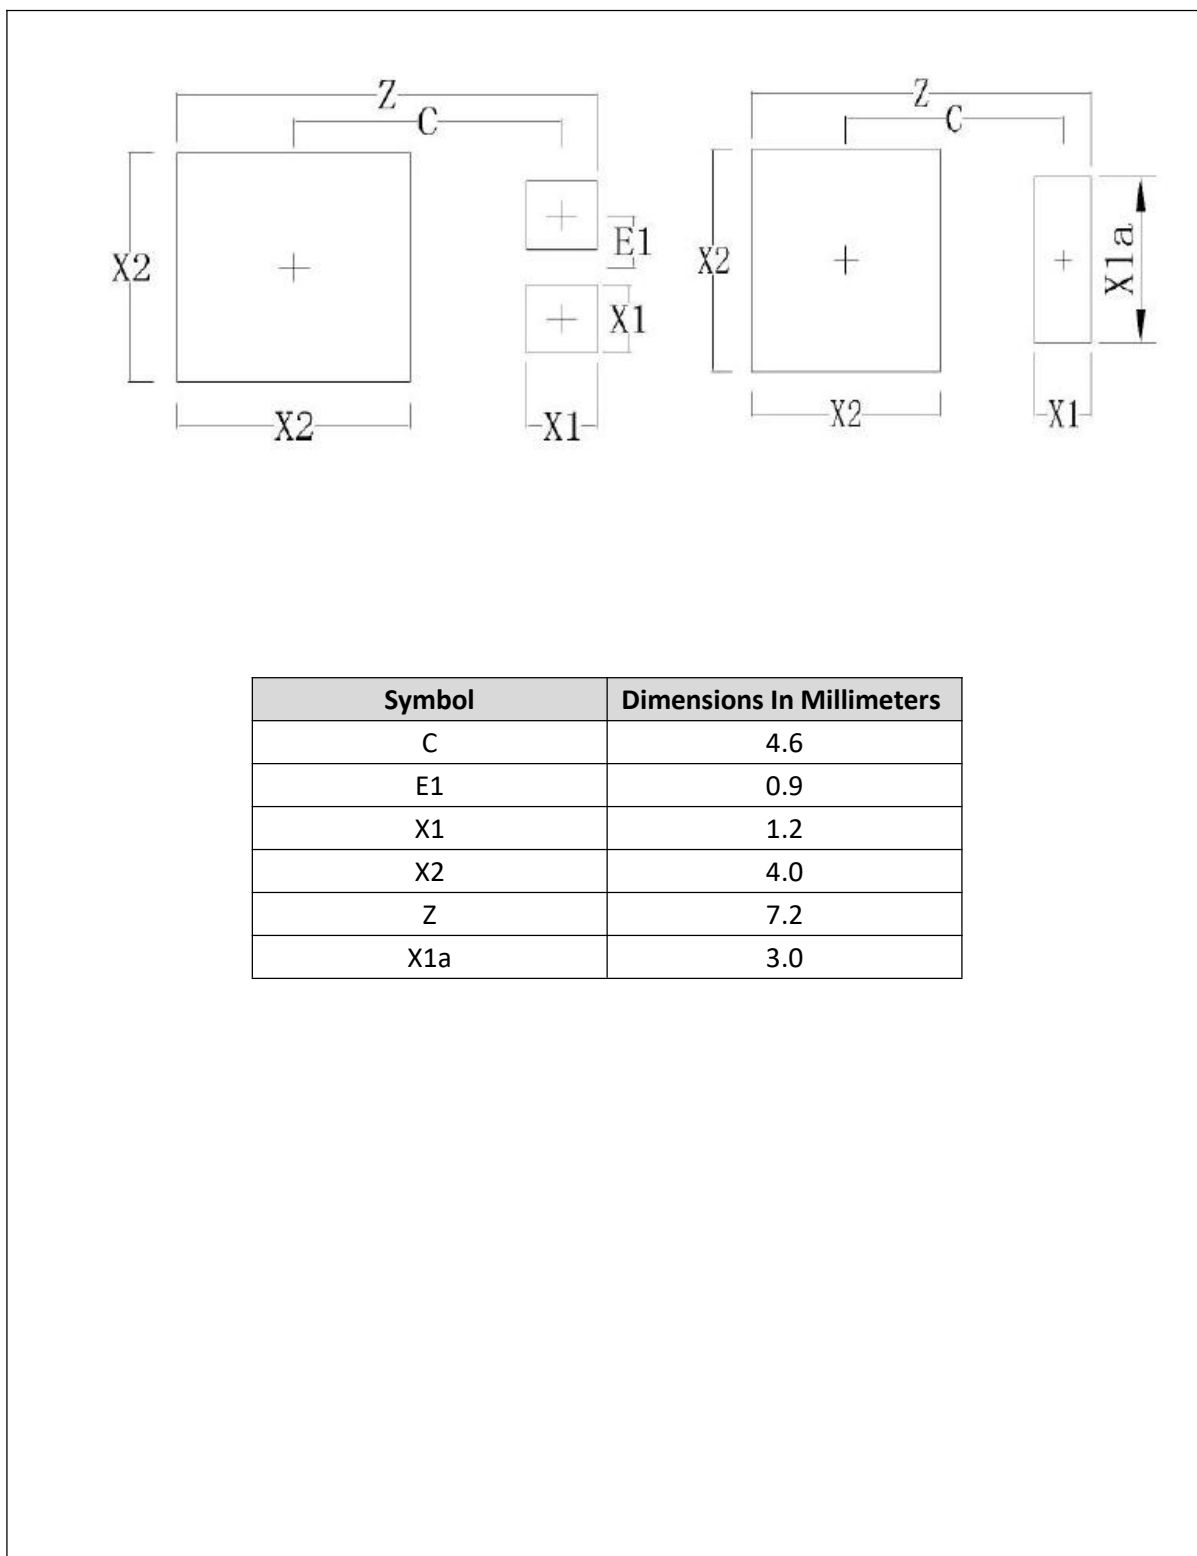 Z
C
X2
E1
X1
X2
X1
Z
C
X2
X1a
X2
X1
Symbol Dimensions In Millimeters
C 4.6
E1 0.9
X1 1.2
X2 4.0
Z 7.2
X1a 3.0